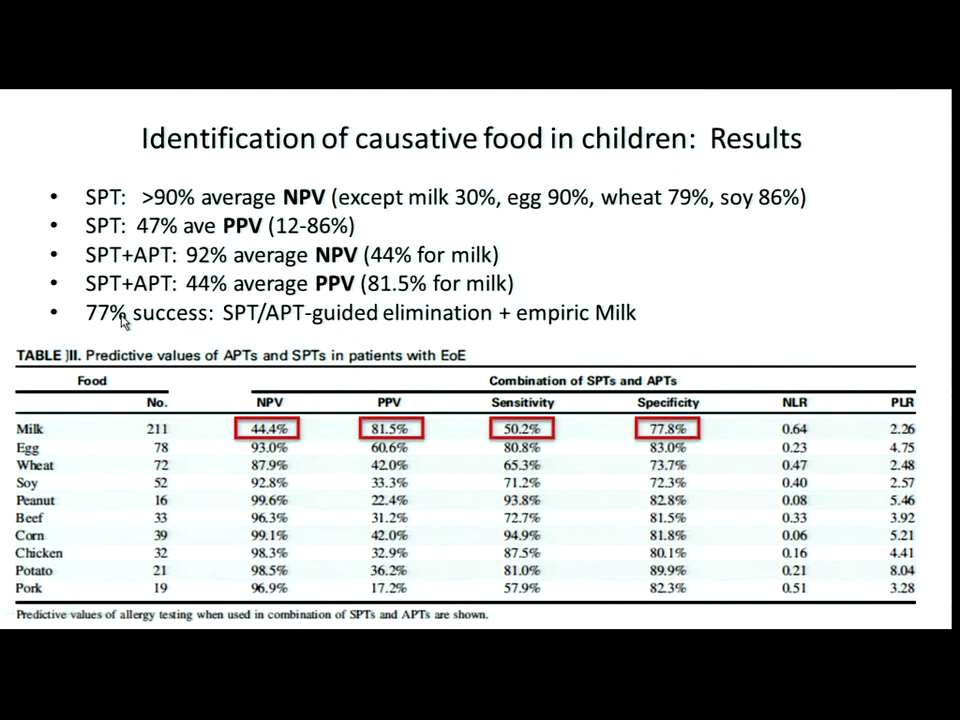 Identification of causative food in children: Results
• SPT: >90% average NPV (except milk 30%, egg 90%, wheat 79%, soy 86%)
• SPT: 47% ave PPV (12-86%)
• SPT+APT: 92% average NPV (44% for milk)
• SPT+APT: 44% average PPV (81.5% for milk)
• 77% success: SPT/APT-guided elimination + empiric Milk
TABLE III. Predictive values of APTs and SPTs in patients with EoE
Food Combination of SPTs and APTs
No. NPV PPV Sensitivity Specificity NLR PLR
Milk 211 44.4% 81.5% 50.2% 77.8% 0.64 2.26
Egg 78 93.0% 60.6% 80.8% 83.0% 0.23 4.75
Wheat 72 87.9% 42.0% 65.3% 73.7% 0.47 2.48
Soy 52 92.8% 33.3% 71.2% 72.3% 0.40 2.57
Peanut 16 99.6% 22.4% 93.8% 82.8% 0.08 5.46
Beef 33 96.3% 31.2% 72.7% 81.5% 0.33 3.92
Corn 39 99.1% 42.0% 94.9% 81.8% 0.06 5.21
Chicken 32 98.3% 32.9% 87.5% 80.1% 0.16 4.41
Potato 21 98.5% 36.2% 81.0% 89.9% 0.21 8.04
Pork 19 96.9% 17.2% 57.9% 82.3% 0.51 3.28
Predictive values of allergy testing when used in combination of SPTs and APTs are shown.